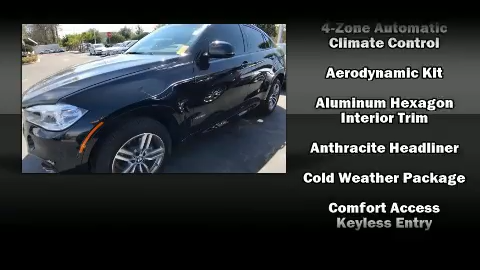 4-Zone Automatic
Climate Control
Aerodynamic Kit
Aluminum Hexagon
Interior Trim
Anthracite Headliner
Cold Weather Package
Comfort Access
Keyless Entry